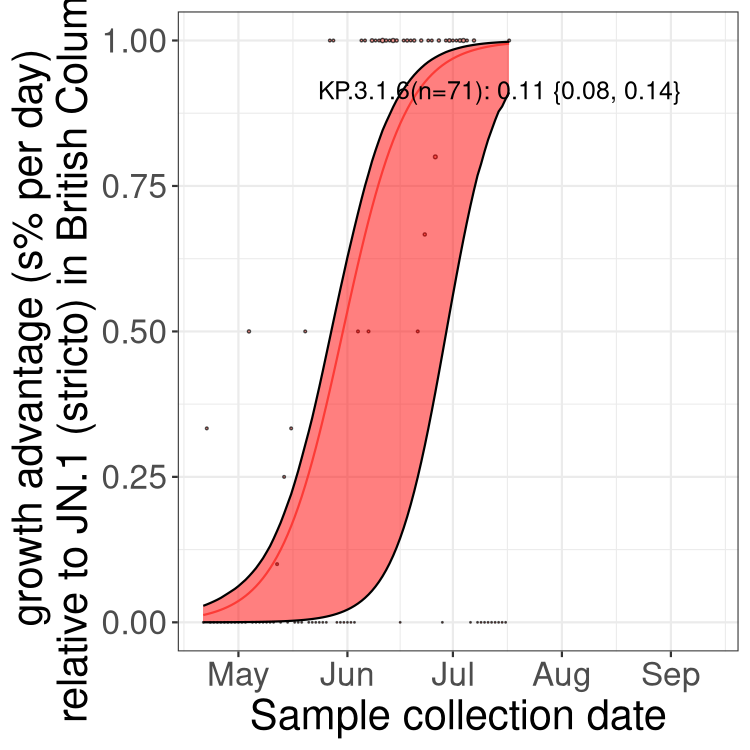 growth advantage (s% per day)
relative to JN.1 (stricto) in British Colum
1.00
0.75
0.50
0.25
0.00
KP.3.1.6(n=71): 0.11 {0.08, 0.14}
May Jun Jul Aug Sep
Sample collection date